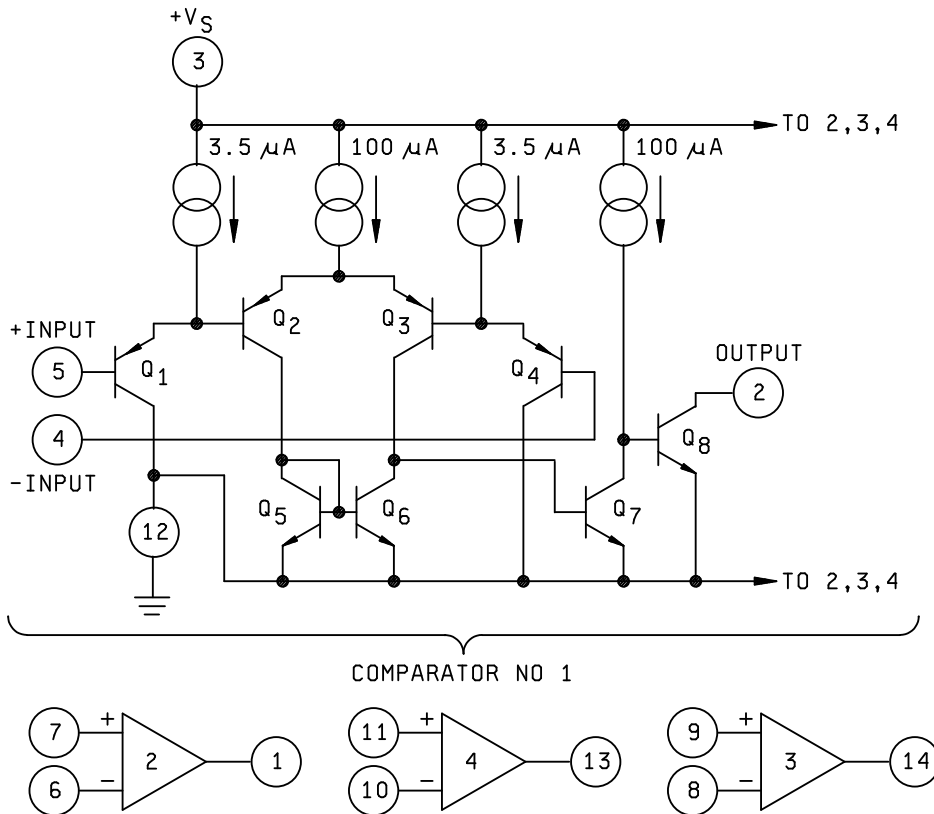 +VS
3
TO 2,3,4
3.5 μA 100 μA 3.5 μA 100 μA
Q2 Q3
+INPUT
5
Q1
Q4
OUTPUT
2
4
-INPUT
Q8
Q5
Q6
Q7
12
TO 2,3,4
COMPARATOR NO 1
7 + 11 + 9 +
2 1 4 13 3 14
6 - 10 - 8 -